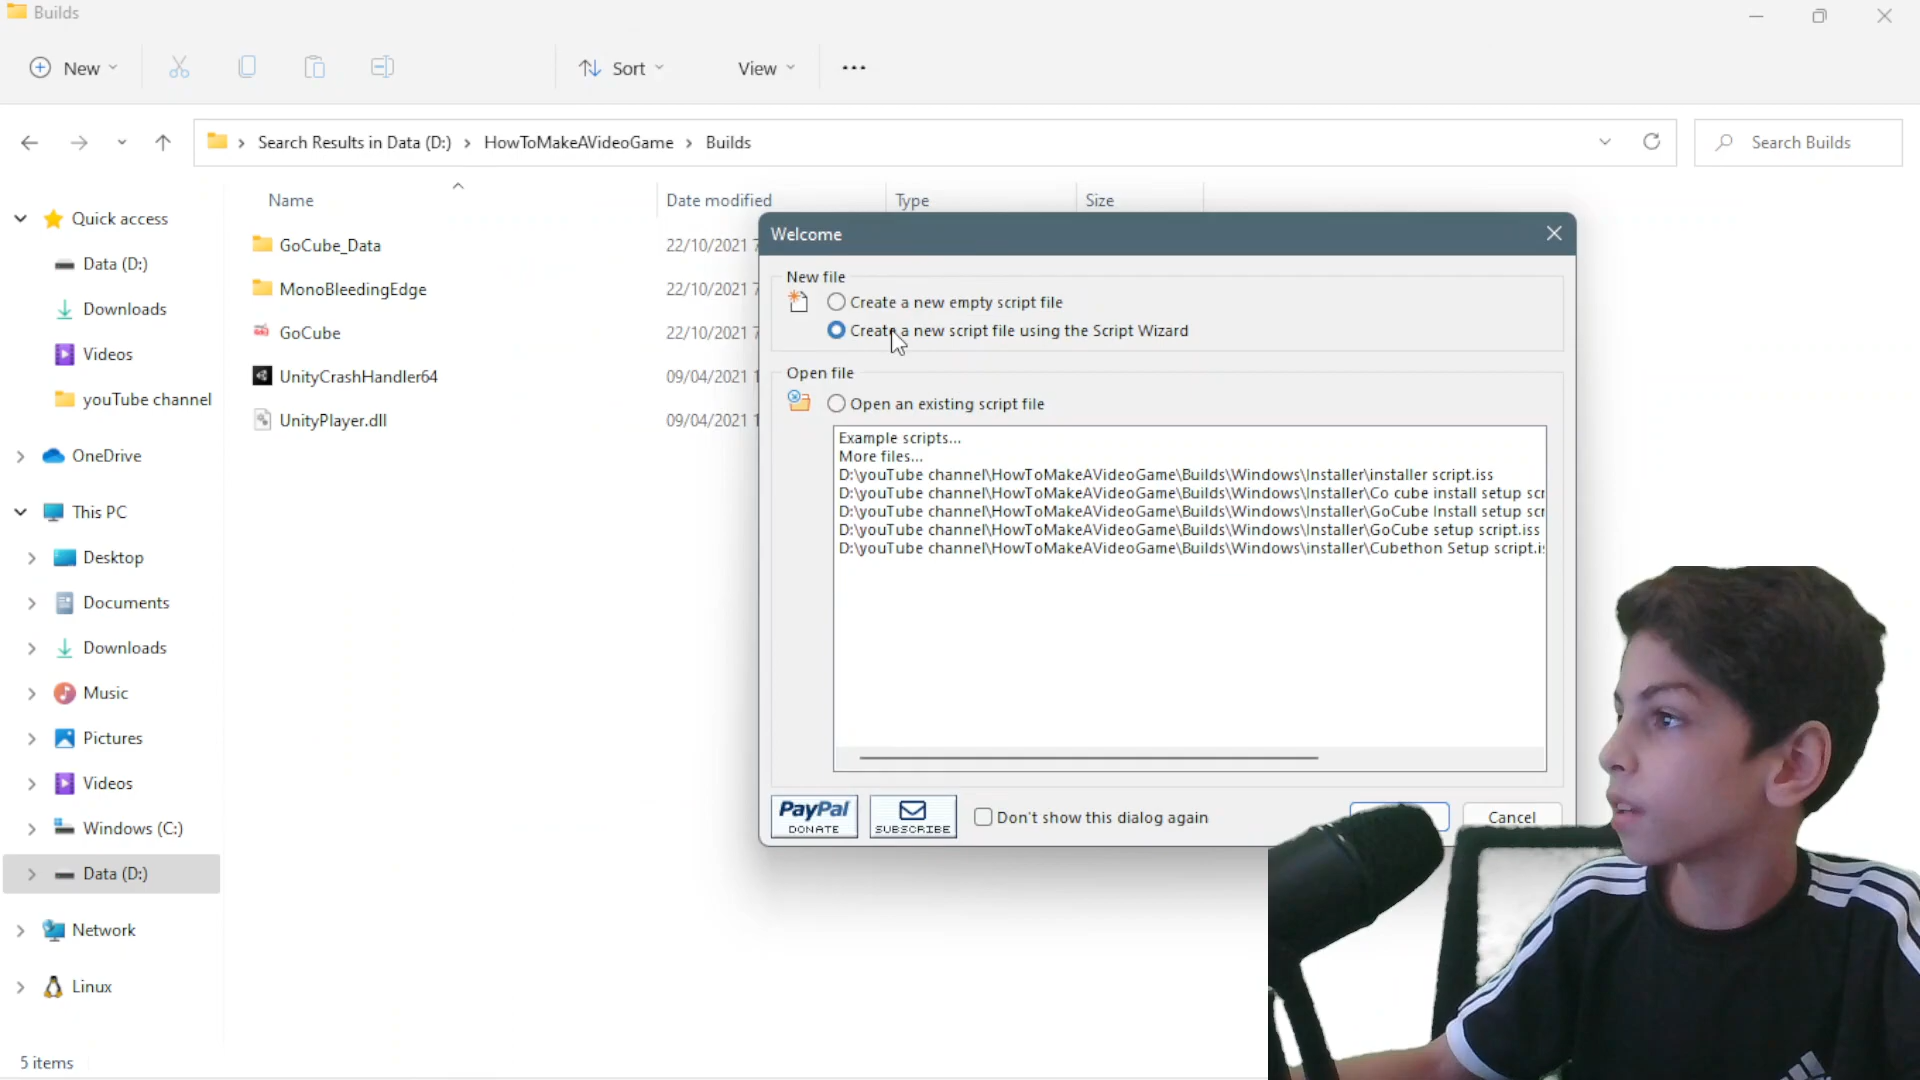 Builds
New
Sort
View
Search Results in Data (D:) > HowToMakeAVideoGame > Builds
Search Builds
Name
Date modified
Type
Size
Quick access
Data (D:)
Downloads
Videos
youTube channel
OneDrive
This PC
Desktop
Documents
Downloads
Music
Pictures
Videos
Windows (C:)
Data (D:)
Network
Linux
5 items
GoCube_Data
22/10/2021 7
MonoBleedingEdge
22/10/2021 7
GoCube
22/10/2021 7
UnityCrashHandler64
09/04/2021 1
UnityPlayer.dll
09/04/2021 1
Welcome
New file
Create a new empty script file
Create a new script file using the Script Wizard
Open file
Open an existing script file
Example scripts...
More files...
D:\youTube channel\HowToMakeAVideoGame\Builds\Windows\Installer\installer script.iss
D:\youTube channel\HowToMakeAVideoGame\Builds\Windows\Installer\Co cube install setup scr
D:\youTube channel\HowToMakeAVideoGame\Builds\Windows\Installer\GoCube Install setup scr
D:\youTube channel\HowToMakeAVideoGame\Builds\Windows\Installer\GoCube setup script.iss
D:\youTube channel\HowToMakeAVideoGame\Builds\Windows\installer\Cubethon Setup script.i
PayPal
DONATE
SUBSCRIBE
Don't show this dialog again
Cancel